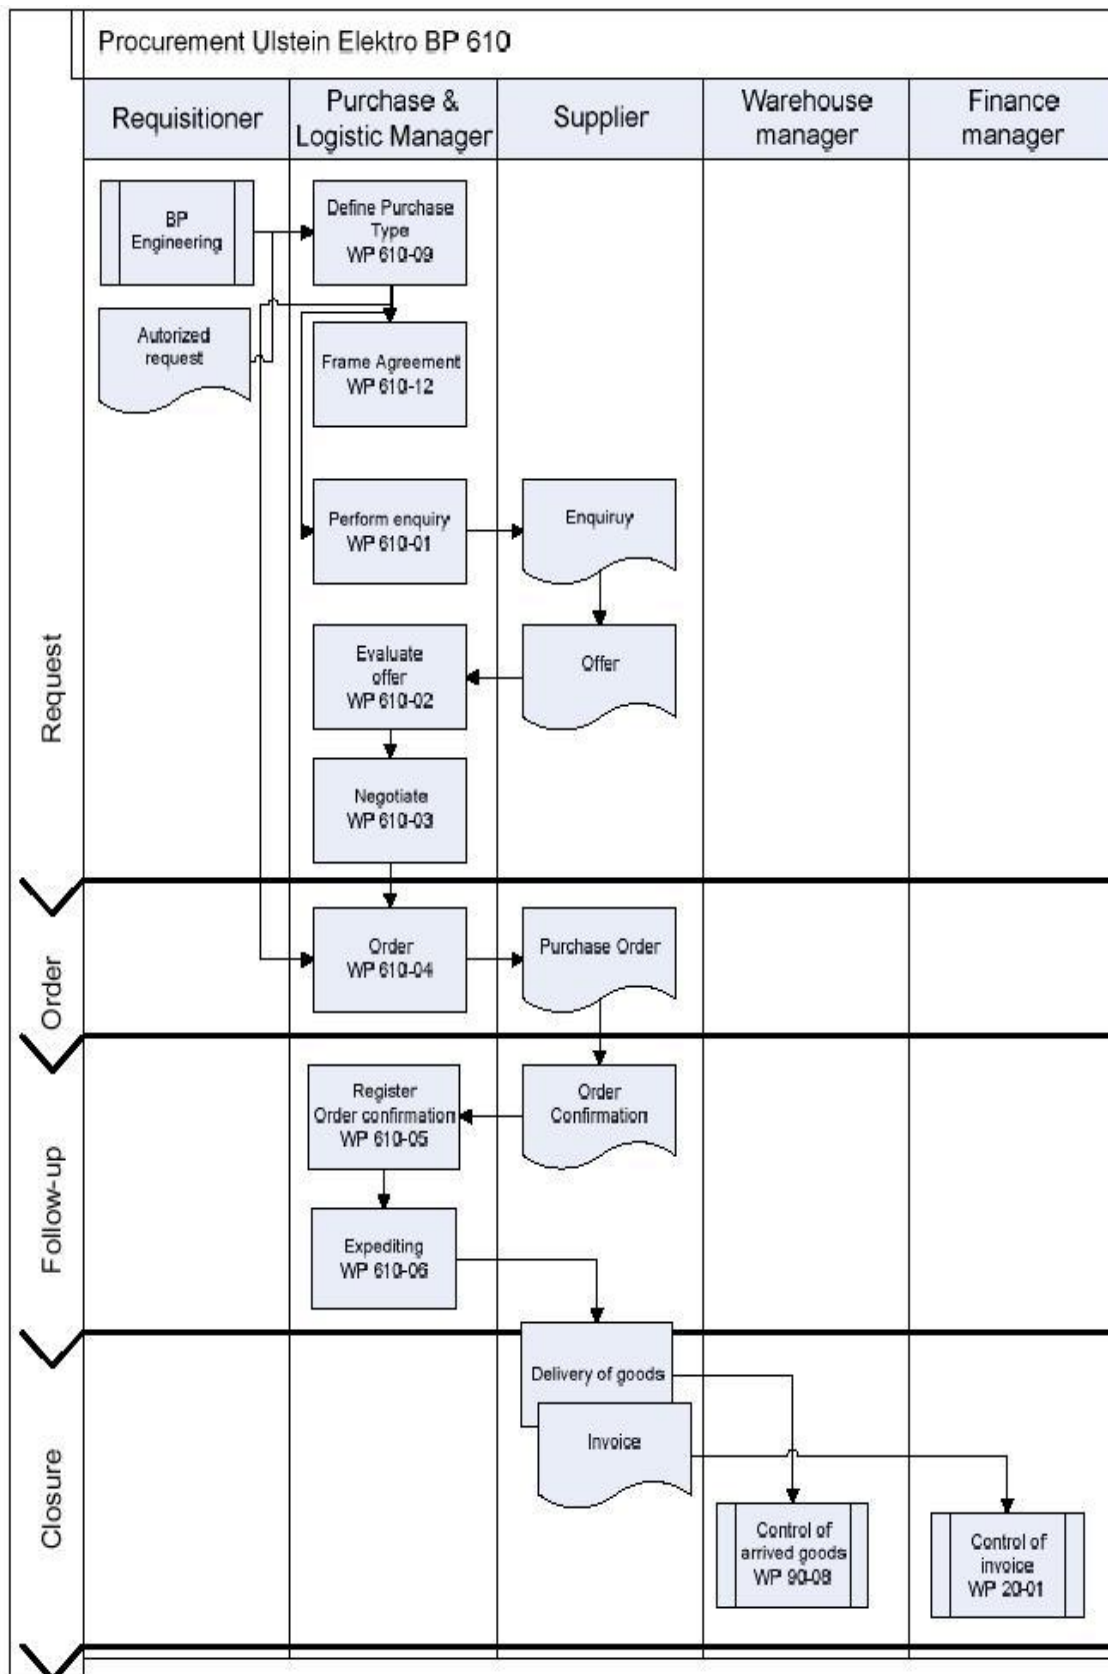 Procurement Ulstein Elektro BP 610
Requisitioner
Purchase &
Logistic Manager
Supplier
Warehouse
manager
Finance
manager
Request
BP
Engineering
Define Purchase
Type
WP 610-09
Autorized
request
Frame Agreement
WP 610-12
Perform enquiry
WP 610-01
Enquiruy
Evaluate
offer
WP 610-02
Offer
Negotiate
WP 610-03
Order
Order
WP 610-04
Purchase Order
Follow-up
Register
Order confirmation
WP 610-05
Order
Confirmation
Expediting
WP 610-06
Closure
Delivery of goods
Invoice
Control of
arrived goods
WP 90-08
Control of
invoice
WP 20-01